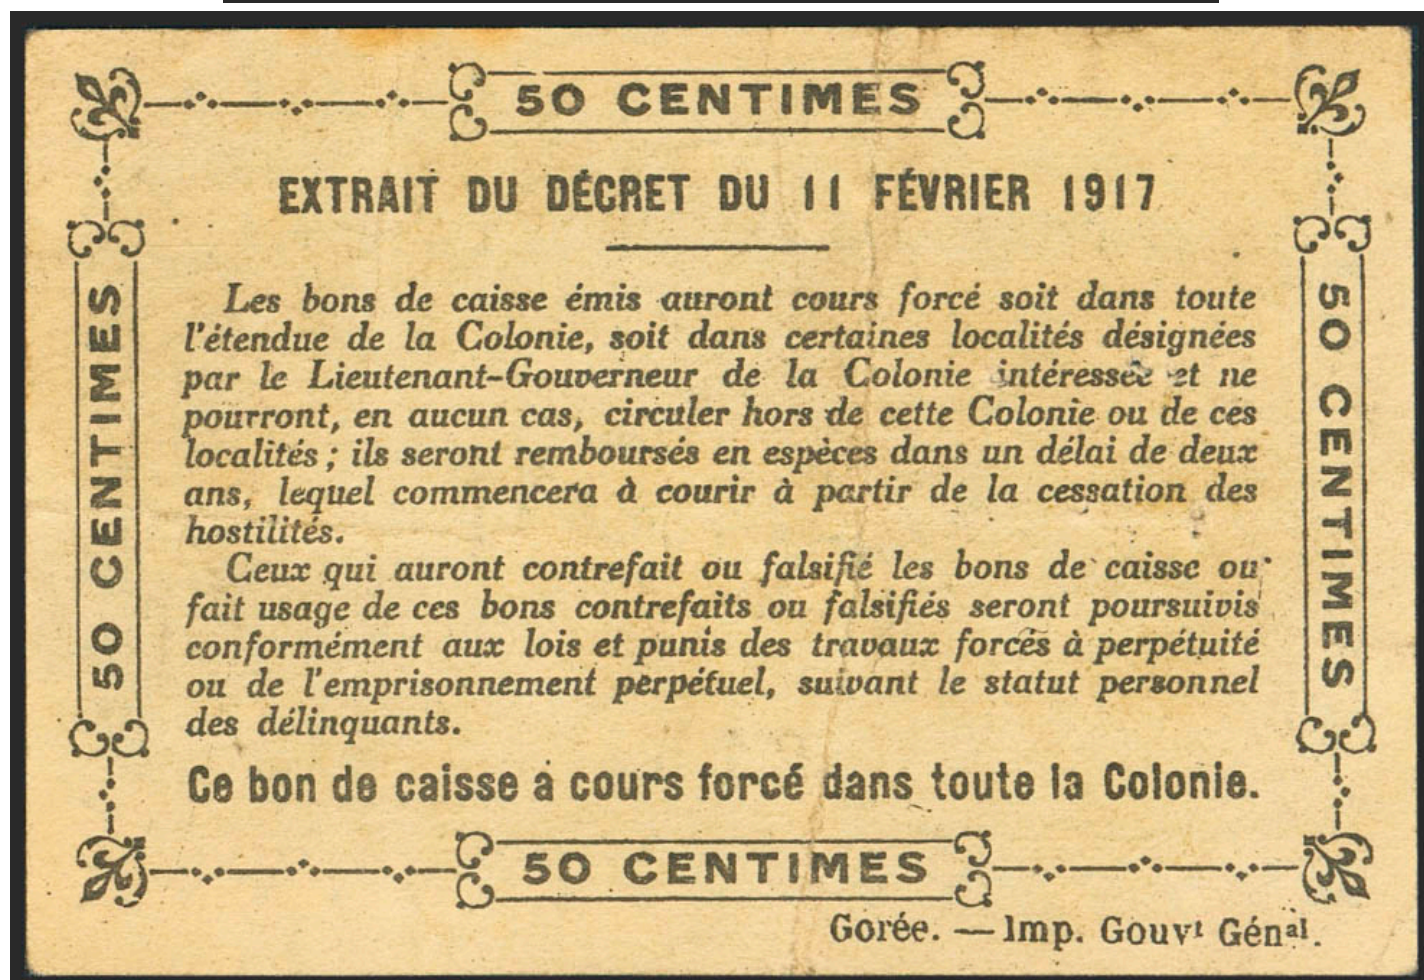 50 CENTIMES
EXTRAIT DU DÉCRET DU 11 FÉVRIER 1917
Les bons de caisse émis auront cours forcé soit dans toute
l'étendue de la Colonie, soit dans certaines localités désignées
par le Lieutenant-Gouverneur de la Colonie intéressée et ne
pourront, en aucun cas, circuler hors de cette Colonie ou de ces
localités ; ils seront remboursés en espèces dans un délai de deux
ans, lequel commencera à courir à partir de la cessation des
hostilités.
Ceux qui auront contrefait ou falsifié les bons de caisse ou
fait usage de ces bons contrefaits ou falsifiés seront poursuivis
conformément aux lois et punis des travaux forcés à perpétuité
ou de l'emprisonnement perpétuel, suivant le statut personnel
des délinquants.
Ce bon de caisse a cours forcé dans toute la Colonie.
50 CENTIMES
50 CENTIMES
50 CENTIMES
Gorée. — Imp. Gouvt Génal.